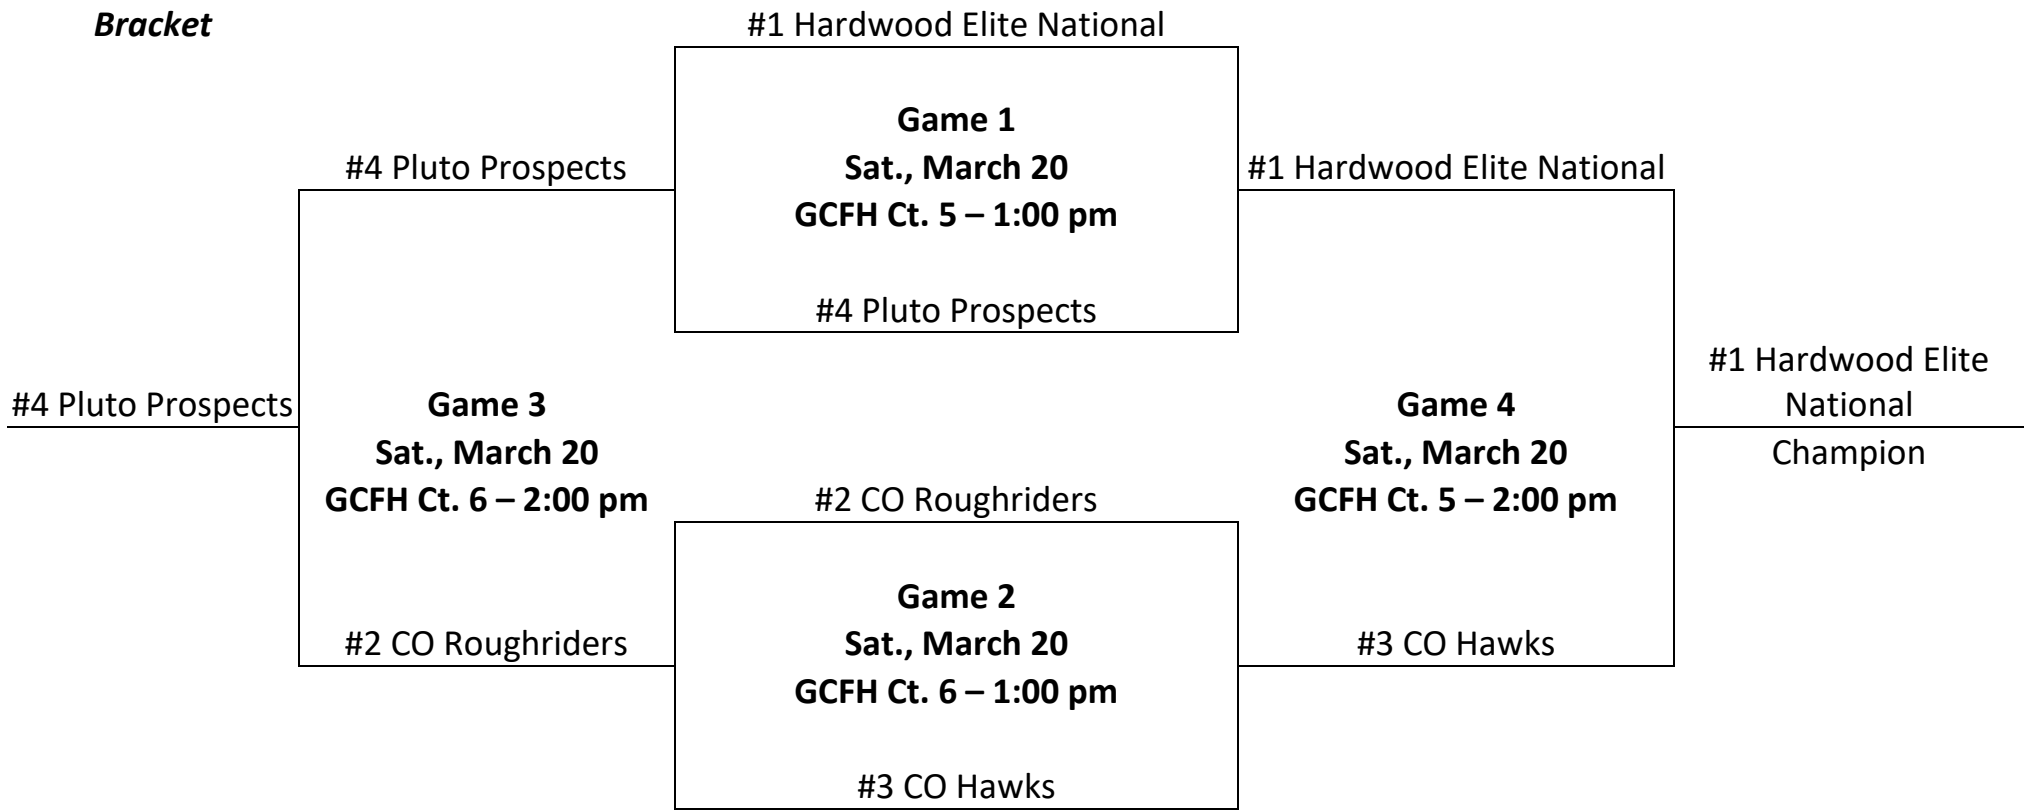 Bracket
#1 Hardwood Elite National
Game 1
Sat., March 20
GCFH Ct. 5 – 1:00 pm
#4 Pluto Prospects
#1 Hardwood Elite National
#4 Pluto Prospects
#4 Pluto Prospects
Game 3
Sat., March 20
GCFH Ct. 6 – 2:00 pm
Game 4
Sat., March 20
GCFH Ct. 5 – 2:00 pm
#1 Hardwood Elite
National
Champion
#2 CO Roughriders
Game 2
Sat., March 20
GCFH Ct. 6 – 1:00 pm
#2 CO Roughriders
#3 CO Hawks
#3 CO Hawks